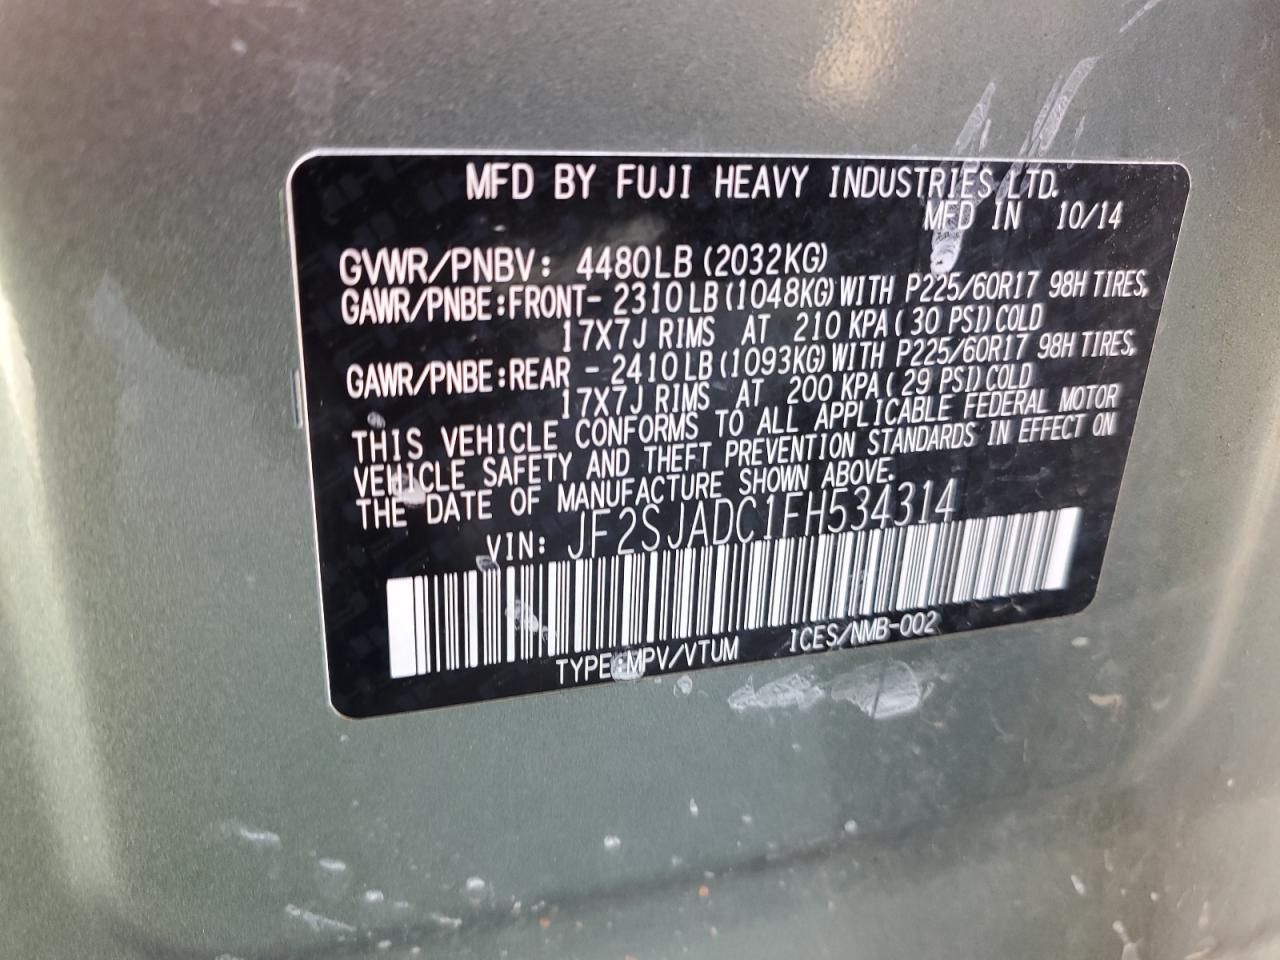 MFD BY FUJI HEAVY INDUSTRIES LTD.
MFD IN 10/14
GVWR/PNBV: 4480LB (2032KG)
GAWR/PNBE:FRONT- 2310LB (1048KG) WITH P225/60R17 98H TIRES,
17X7J RIMS AT 210 KPA ( 30 PSI) COLD
GAWR/PNBE:REAR - 2410LB (1093KG) WITH P225/60R17 98H TIRES,
17X7J RIMS AT 200 KPA ( 29 PSI) COLD
THIS VEHICLE CONFORMS TO ALL APPLICABLE FEDERAL MOTOR
VEHICLE SAFETY AND THEFT PREVENTION STANDARDS IN EFFECT ON
THE DATE OF MANUFACTURE SHOWN ABOVE.
VIN: JF2SJADC1FH534314
TYPE:MPV/VTUM ICES/NMB-002